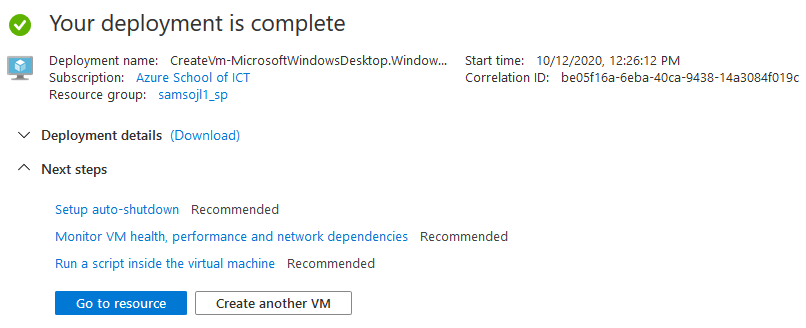 Your deployment is complete
Deployment name: CreateVm-MicrosoftWindowsDesktop.Window... Start time: 10/12/2020, 12:26:12 PM
Subscription: Azure School of ICT Correlation ID: be05f16a-6eba-40ca-9438-14a3084f019c
Resource group: samsojl1_sp
Deployment details (Download)
Next steps
Setup auto-shutdown Recommended
Monitor VM health, performance and network dependencies Recommended
Run a script inside the virtual machine Recommended
Go to resource Create another VM